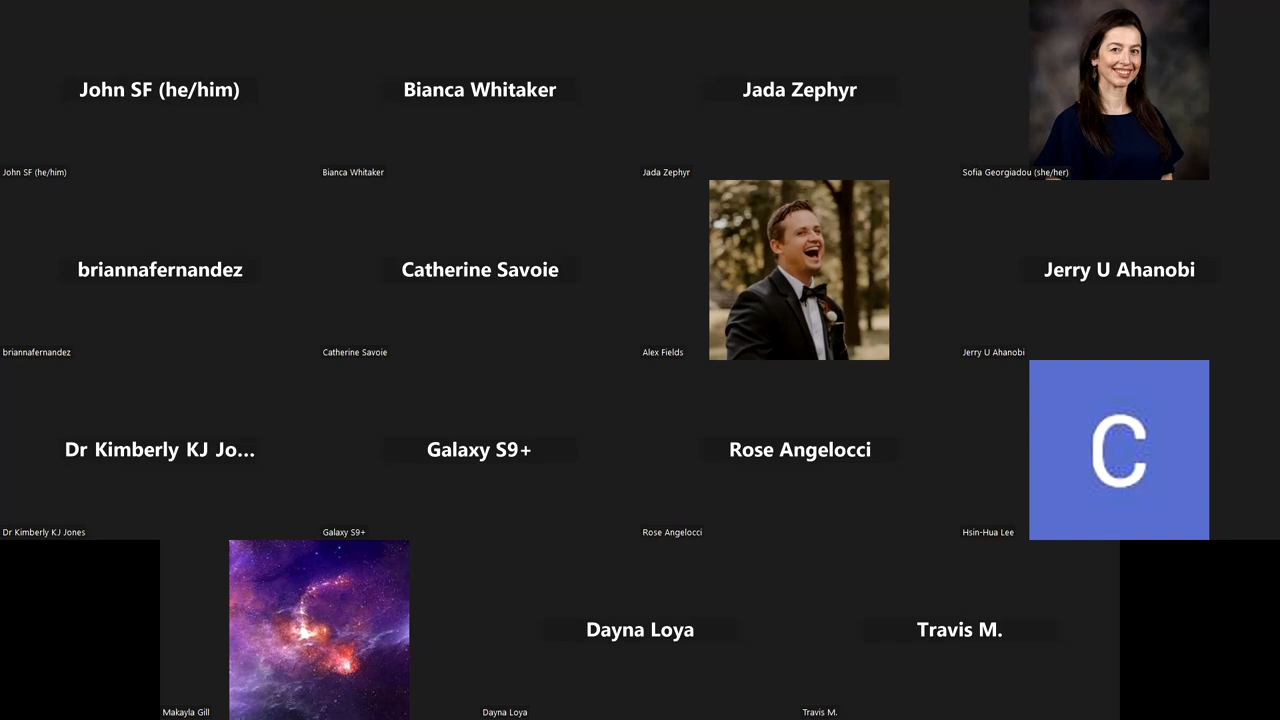 John SF (he/him)
Bianca Whitaker
Jada Zephyr
John SF (he/him)
Bianca Whitaker
Jada Zephyr
Sofia Georgiadou (she/her)
briannafernandez
Catherine Savoie
Jerry U Ahanobi
briannafernandez
Catherine Savoie
Alex Fields
Jerry U Ahanobi
Dr Kimberly KJ Jo...
Galaxy S9+
Rose Angelocci
C
Dr Kimberly KJ Jones
Galaxy S9+
Rose Angelocci
Hsin-Hua Lee
Dayna Loya
Travis M.
Makayla Gill
Dayna Loya
Travis M.